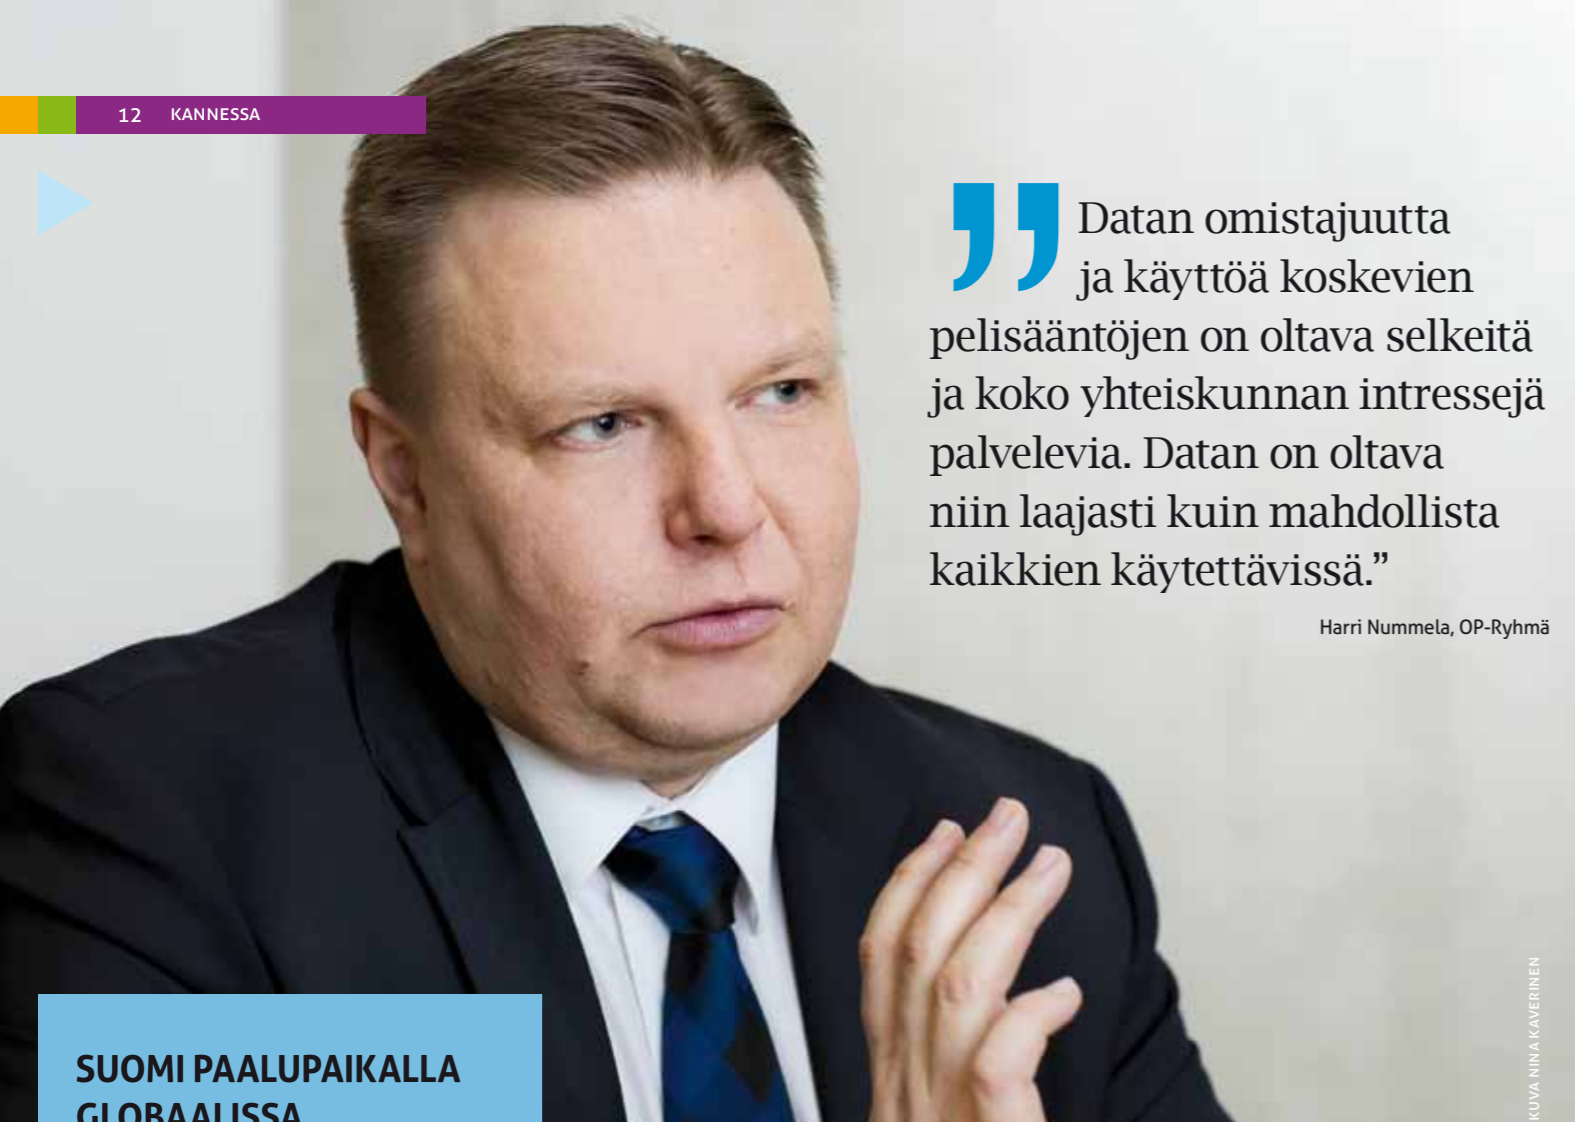 12 KANNESSA
Datan omistajuutta
ja käyttöä koskevien
pelisääntöjen on oltava selkeitä
ja koko yhteiskunnan intressejä
palvelevia. Datan on oltava
niin laajasti kuin mahdollista
kaikkien käytettävissä.”
Harri Nummela, OP-Ryhmä
KUVA NINA KAVERINEN
SUOMI PAALUPAIKALLA
GLOBAALISSA